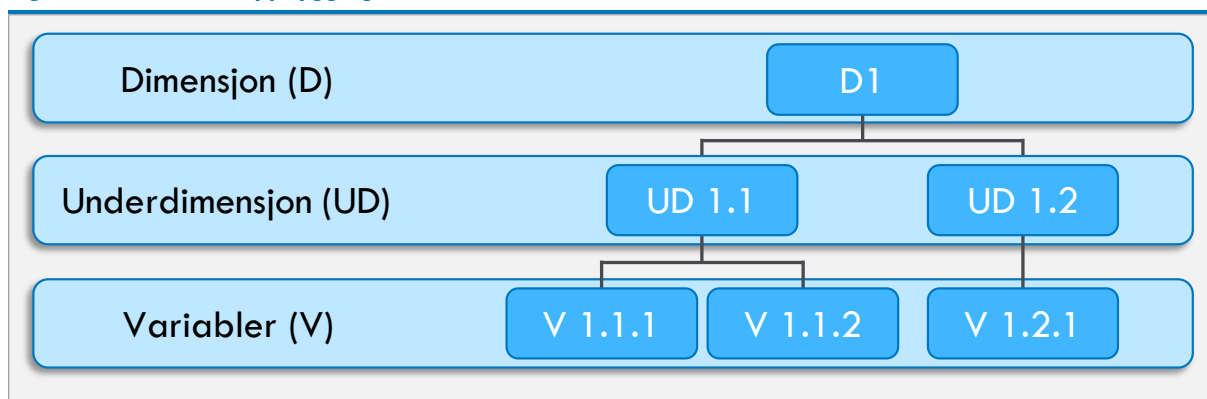 Dimensjon (D)
D1
Underdimensjon (UD)
UD 1.1
UD 1.2
Variabler (V)
V 1.1.1
V 1.1.2
V 1.2.1